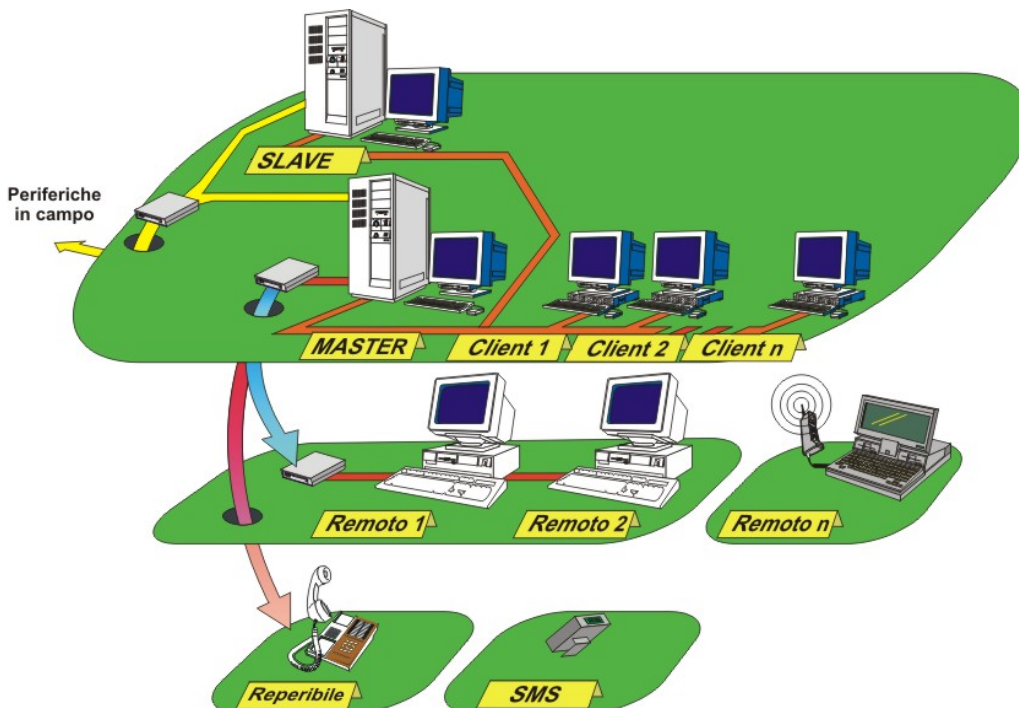 SLAVE
Periferiche
in campo
MASTER
Client 1
Client 2
Client n
Remoto 1
Remoto 2
Remoto n
Reperibile
SMS